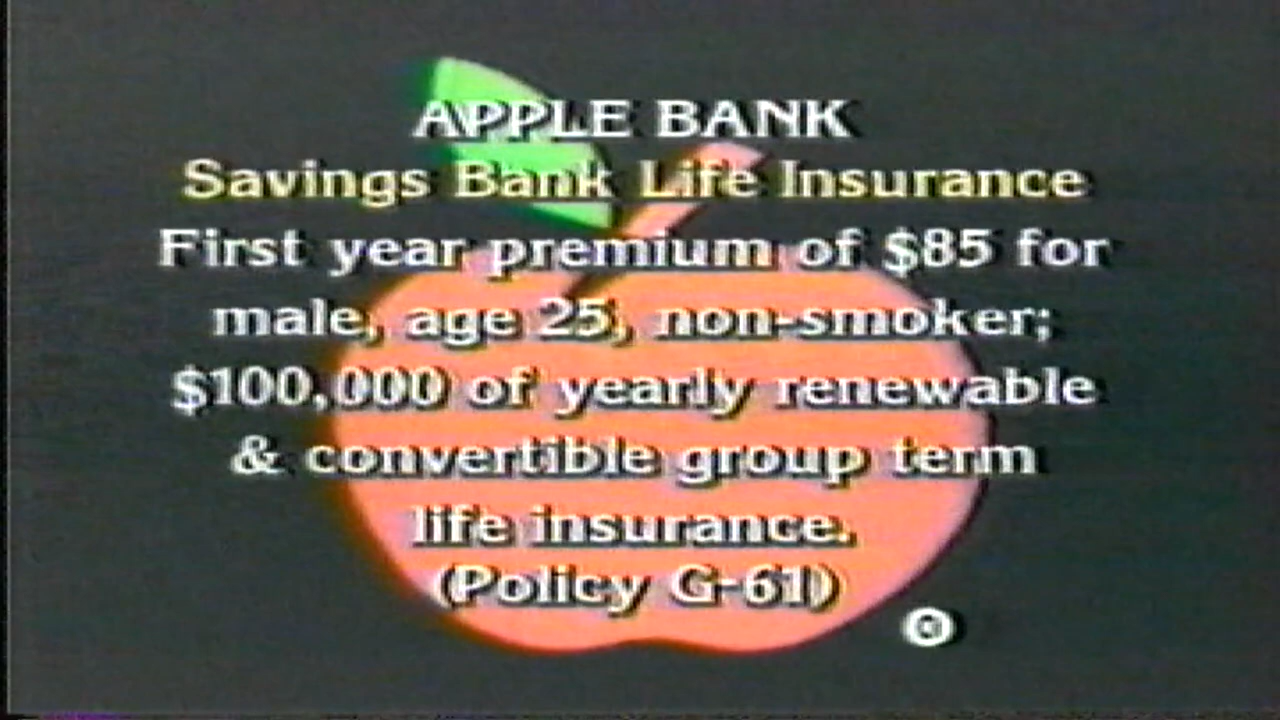 APPLE BANK
Savings Bank Life Insurance
First year premium of $85 for
male, age 25, non-smoker;
$100,000 of yearly renewable
& convertible group term
life insurance.
(Policy G-61)